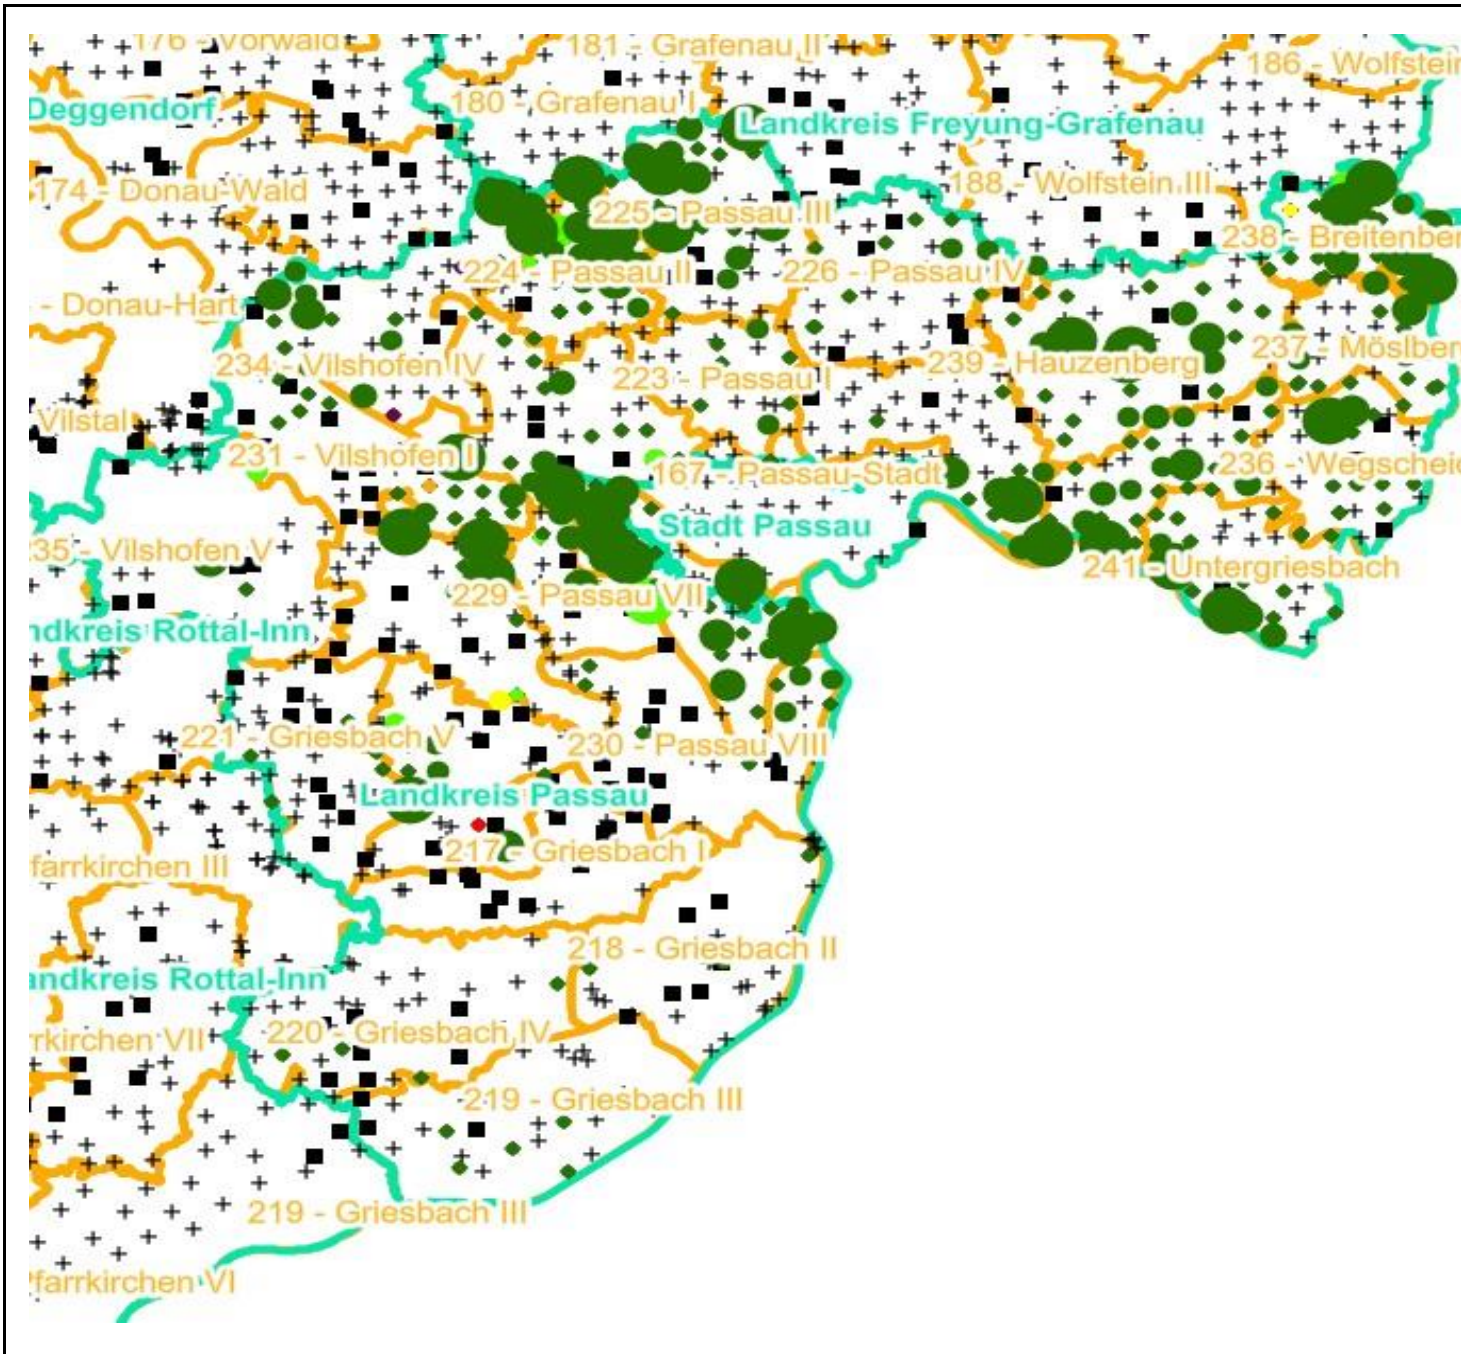 176 - Vorwald
181 - Grafenau II
186 - Wolfstein
180 - Grafenau I
Deggendorf
Landkreis Freyung-Grafenau
174 - Donau-Wald
188 - Wolfstein III
225 - Passau III
238 - Breitenber
224 - Passau II
226 - Passau IV
- Donau-Hart
234 - Vilshofen IV
223 - Passau I
239 - Hauzenberg
237 - Möslber
Vilstal
231 - Vilshofen I
167 - Passau-Stadt
236 - Wegscheid
Stadt Passau
35 - Vilshofen V
241 - Untergriesbach
229 - Passau VII
ndkreis Rottal-Inn
221 - Griesbach V
230 - Passau VIII
Landkreis Passau
217 - Griesbach I
farrkirchen III
218 - Griesbach II
andkreis Rottal-Inn
220 - Griesbach IV
rrkirchen VII
219 - Griesbach III
219 - Griesbach III
Pfarrkirchen VI